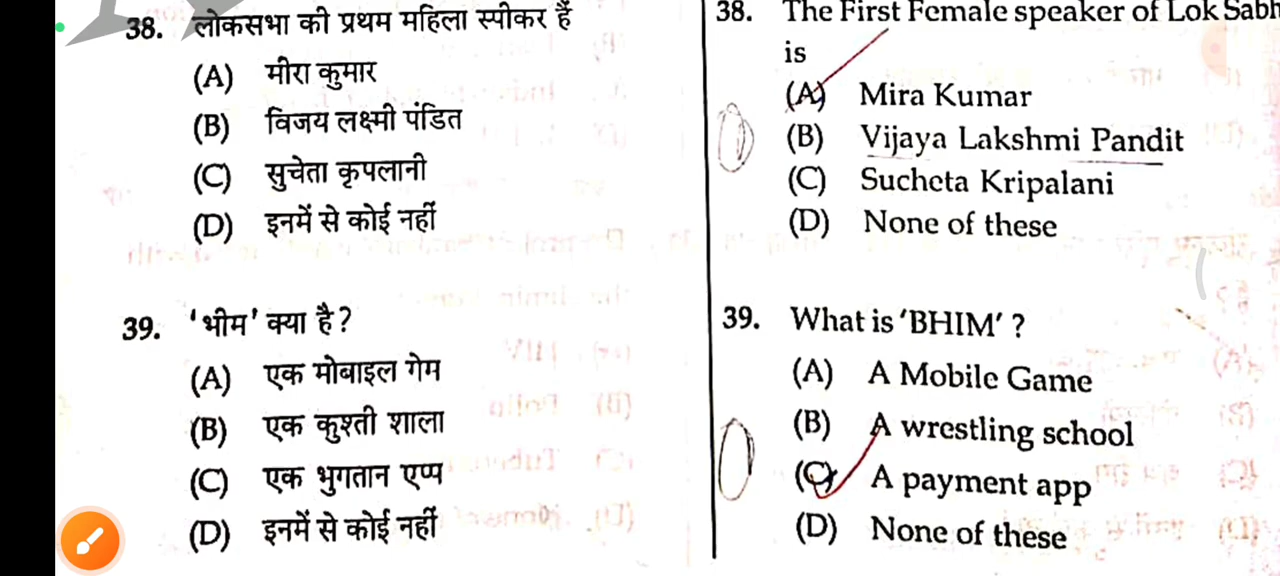 38. लोकसभा की प्रथम महिला स्पीकर हैं
(A) मीरा कुमार
(B) विजय लक्ष्मी पंडित
(C) सुचेता कृपलानी
(D) इनमें से कोई नहीं
39. 'भीम' क्या है?
(A) एक मोबाइल गेम
(B) एक कुश्ती शाला
(C) एक भुगतान एप्प
(D) इनमें से कोई नहीं
38. The First Female speaker of Lok Sabh
is
(A) Mira Kumar
(B) Vijaya Lakshmi Pandit
(C) Sucheta Kripalani
(D) None of these
39. What is 'BHIM' ?
(A) A Mobile Game
(B) A wrestling school
(C) A payment app
(D) None of these